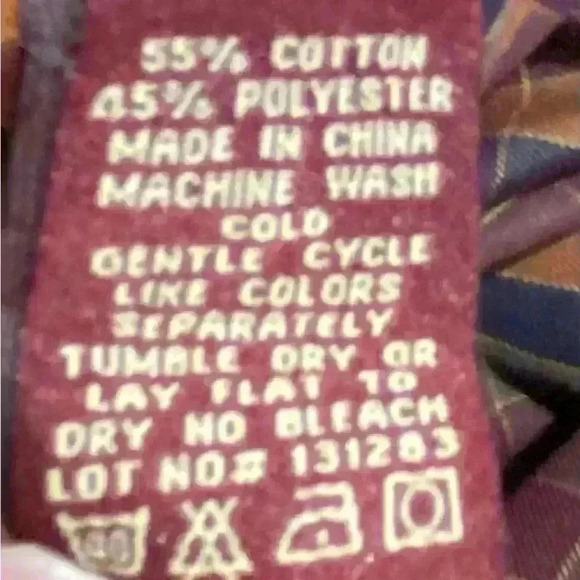 55% COTTON
45% POLYESTER
MADE IN CHINA
MACHINE WASH
COLD
GENTLE CYCLE
LIKE COLORS
SEPARATELY
TUMBLE DRY OR
LAY FLAT TO
DRY NO BLEACH
LOT NO# 131283